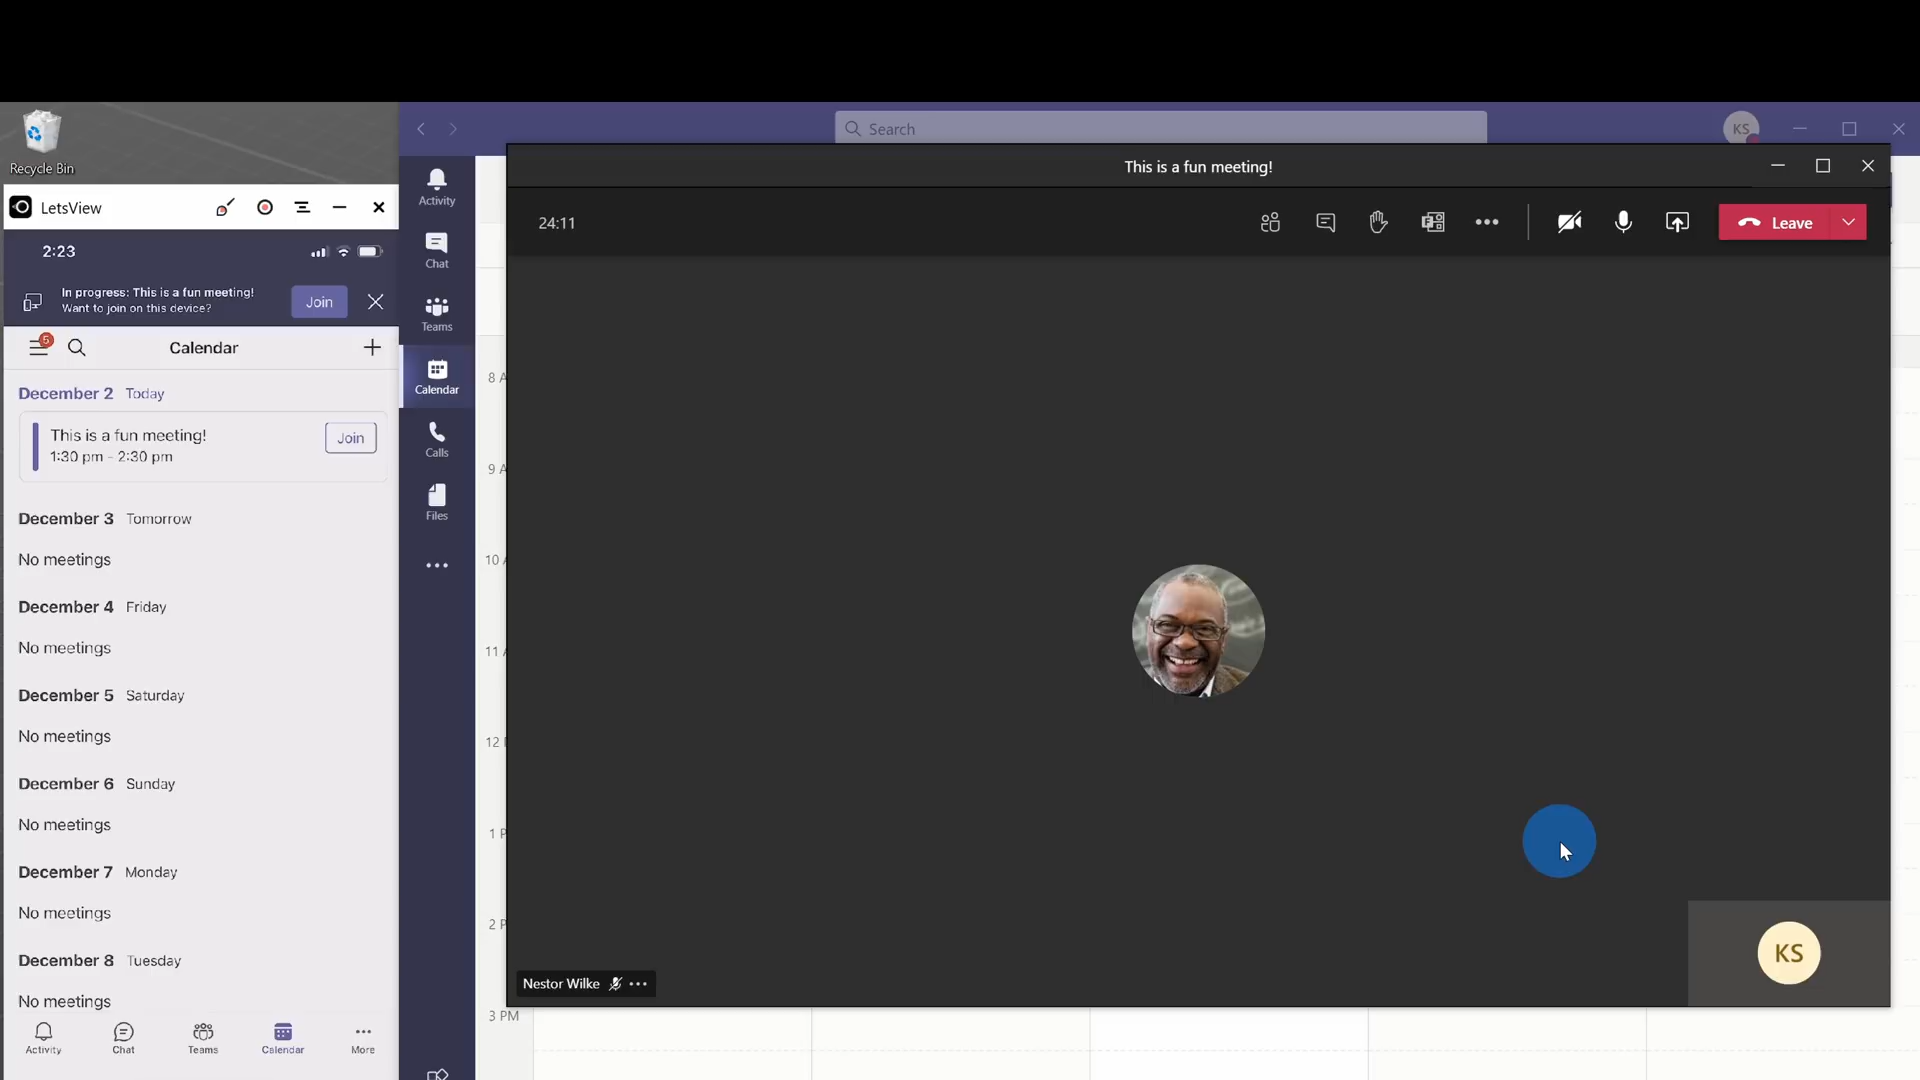 Recycle Bin
LetsView
2:23
In progress: This is a fun meeting!
Want to join on this device?
Join
5
Calendar
December 2 Today
This is a fun meeting!
1:30 pm - 2:30 pm
Join
December 3 Tomorrow
No meetings
December 4 Friday
No meetings
December 5 Saturday
No meetings
December 6 Sunday
No meetings
December 7 Monday
No meetings
December 8 Tuesday
No meetings
Activity
Chat
Teams
Calendar
More
Search
KS
Activity
Chat
Teams
Calendar
Calls
Files
8 A
9 A
10 A
11 A
12 P
1 P
2 P
3 PM
This is a fun meeting!
24:11
Leave
Nestor Wilke
KS